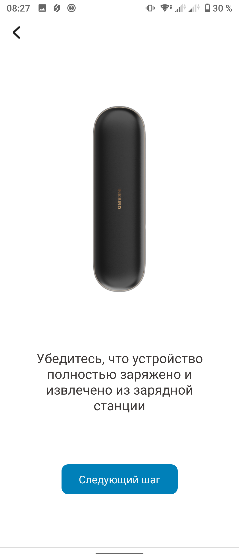 08:27
30 %
Убедитесь, что устройство
полностью заряжено и
извлечено из зарядной
станции
Следующий шаг